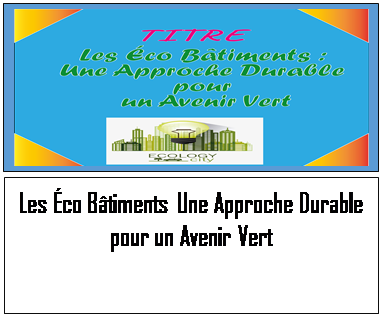 TITRE
Les Éco Bâtiments :
Une Approche Durable
pour
un Avenir Vert
ECOLOGY
city
Les Éco Bâtiments Une Approche Durable
pour un Avenir Vert